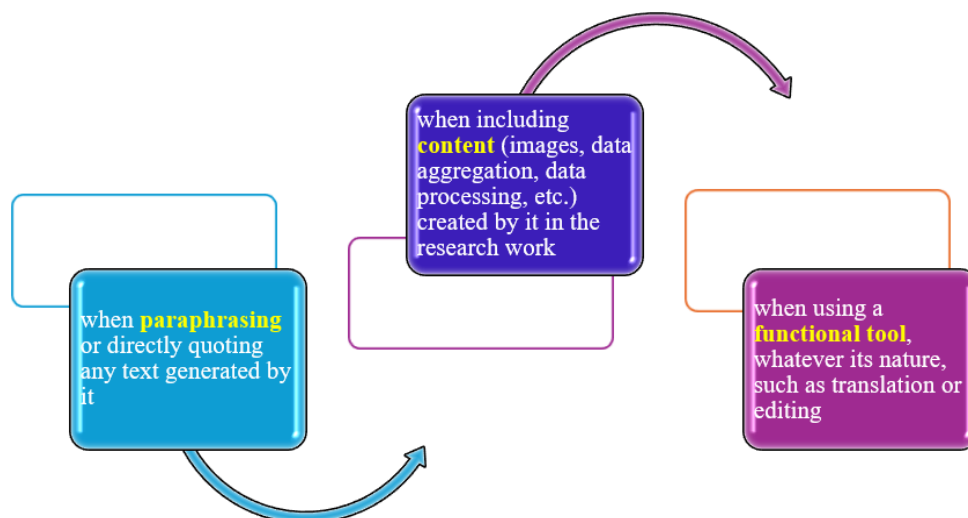 when paraphrasing
or directly quoting
any text generated by
it
when including
content (images, data
aggregation, data
processing, etc.)
created by it in the
research work
when using a
functional tool,
whatever its nature,
such as translation or
editing